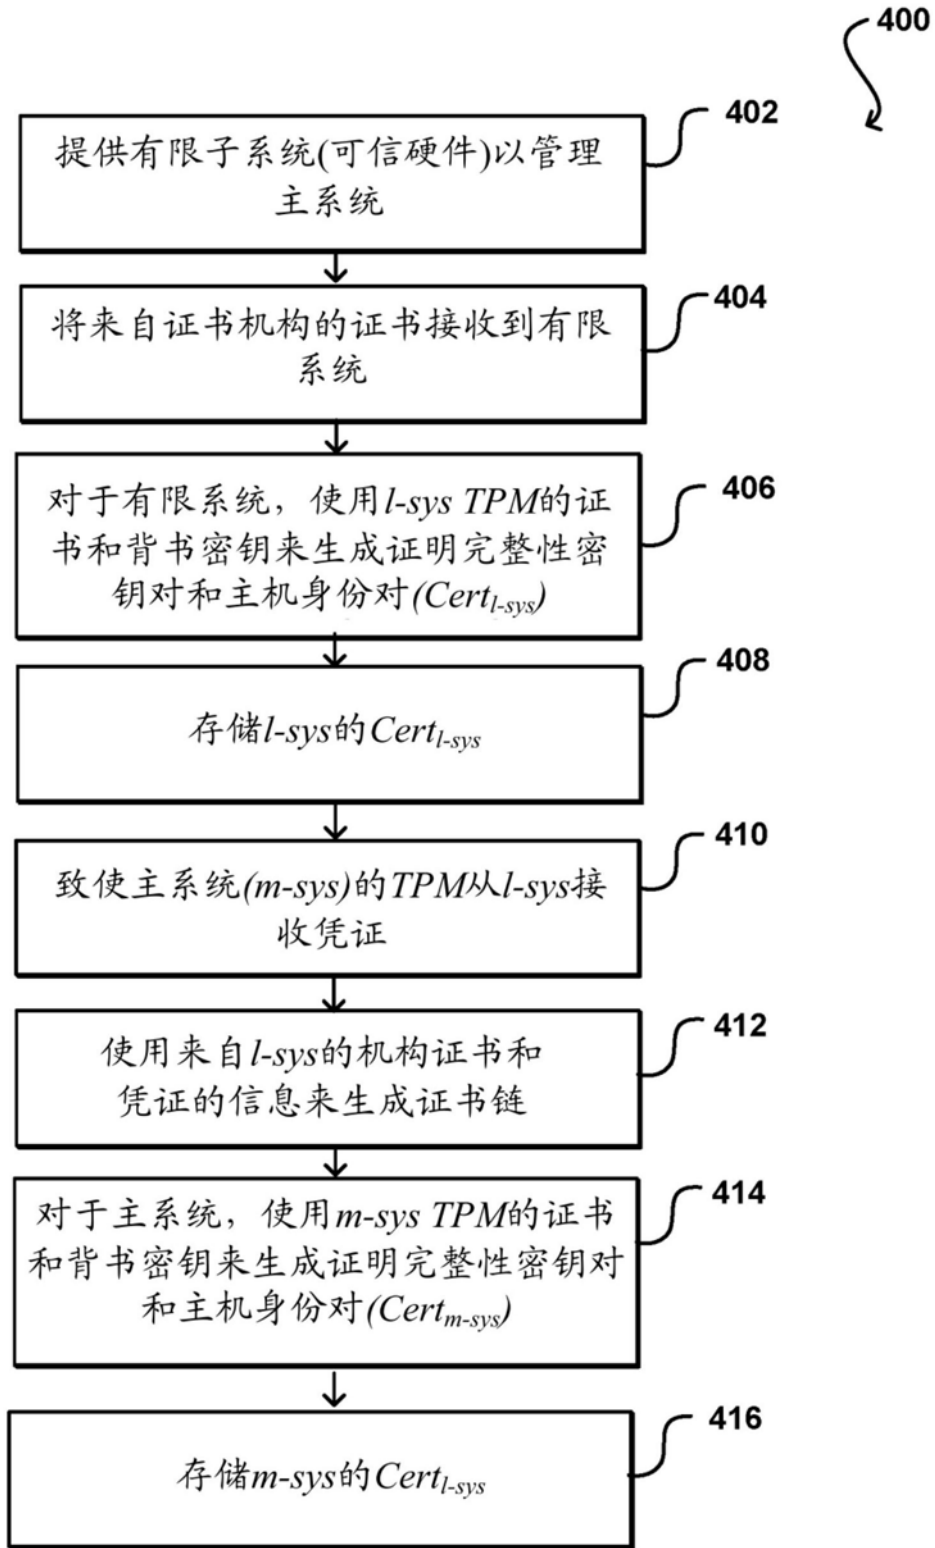 400
提供有限子系统(可信硬件)以管理
主系统
402
将来自证书机构的证书接收到有限
系统
404
对于有限系统，使用l-sys TPM的证
书和背书密钥来生成证明完整性密
钥对和主机身份对(Certl-sys)
406
存储l-sys的Certl-sys
408
致使主系统(m-sys)的TPM从l-sys接
收凭证
410
使用来自l-sys的机构证书和
凭证的信息来生成证书链
412
对于主系统，使用m-sys TPM的证书
和背书密钥来生成证明完整性密钥对
和主机身份对(Certm-sys)
414
存储m-sys的Certl-sys
416